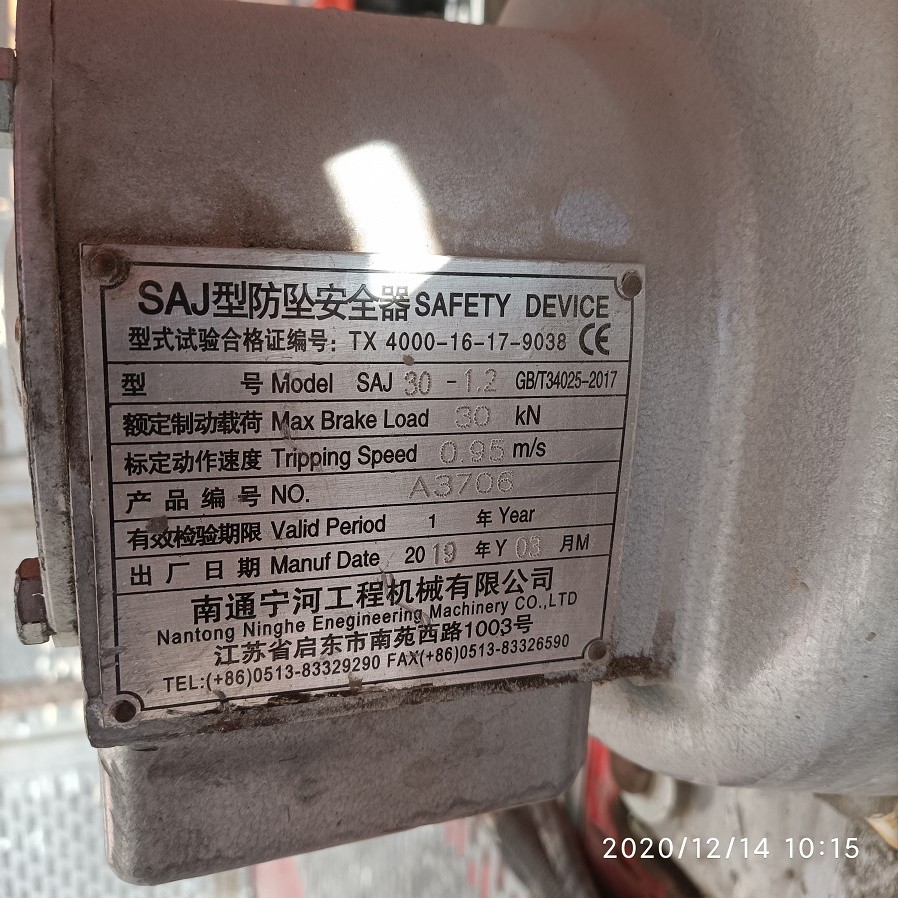 SAJ型防坠安全器 SAFETY DEVICE
型式试验合格证编号: TX 4000-16-17-9038 CE
型 号 Model SAJ 30 -1.2 GB/T34025-2017
额定制动载荷 Max Brake Load 30 kN
标定动作速度 Tripping Speed 0.95 m/s
产品编号 NO. A3706
有效检验期限 Valid Period 1 年 Year
出厂日期 Manuf Date 20 19 年Y 03 月M
南通宁河工程机械有限公司
Nantong Ninghe Enegineering Machinery CO.,LTD
江苏省启东市南苑西路1003号
TEL:(+86)0513-83329290 FAX(+86)0513-83326590
2020/12/14 10:15